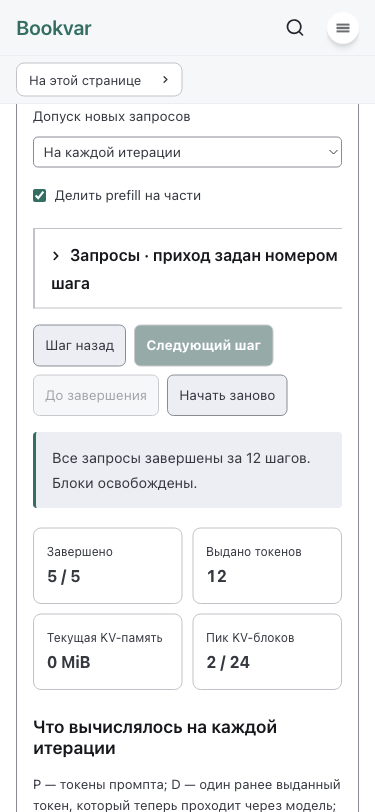 Bookvar
На этой странице
Допуск новых запросов
На каждой итерации
Делить prefill на части
Запросы · приход задан номером
шага
Шаг назад
Следующий шаг
До завершения
Начать заново
Все запросы завершены за 12 шагов.
Блоки освобождены.
Завершено
5 / 5
Выдано токенов
12
Текущая KV-память
0 MiB
Пик KV-блоков
2 / 24
Что вычислялось на каждой
итерации
P — токены промпта; D — один ранее выданный
токен, который теперь проходит через модель;